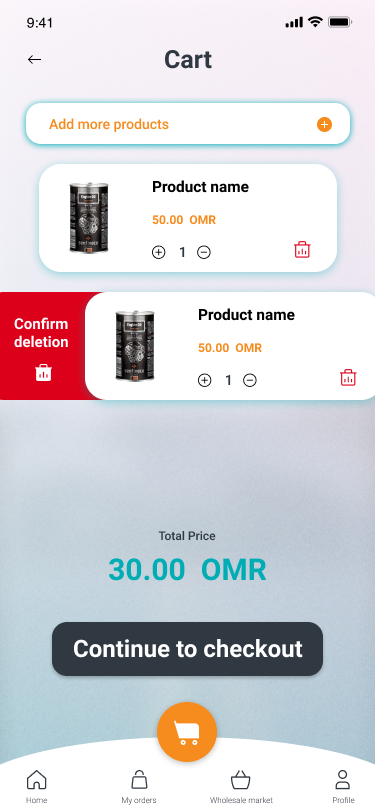 9:41
Cart
Add more products
Product name
50.00 OMR
1
Confirm
deletion
Product name
50.00 OMR
1
Total Price
30.00 OMR
Continue to checkout
Home
My orders
Wholesale market
Profile